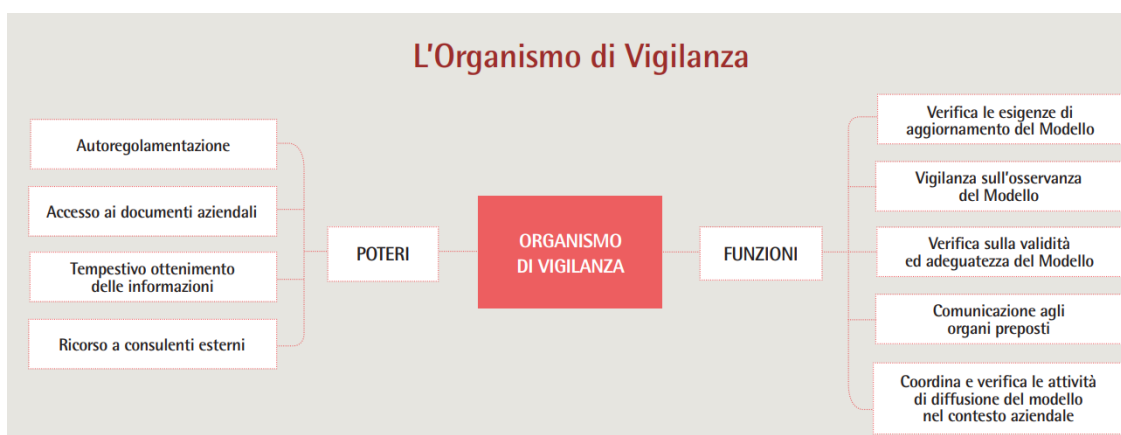 L'Organismo di Vigilanza
Autoregolamentazione
Accesso ai documenti aziendali
Tempestivo ottenimento
delle informazioni
Ricorso a consulenti esterni
POTERI
ORGANISMO
DI VIGILANZA
FUNZIONI
Verifica le esigenze di
aggiornamento del Modello
Vigilanza sull'osservanza
del Modello
Verifica sulla validità
ed adeguatezza del Modello
Comunicazione agli
organi preposti
Coordina e verifica le attività
di diffusione del modello
nel contesto aziendale